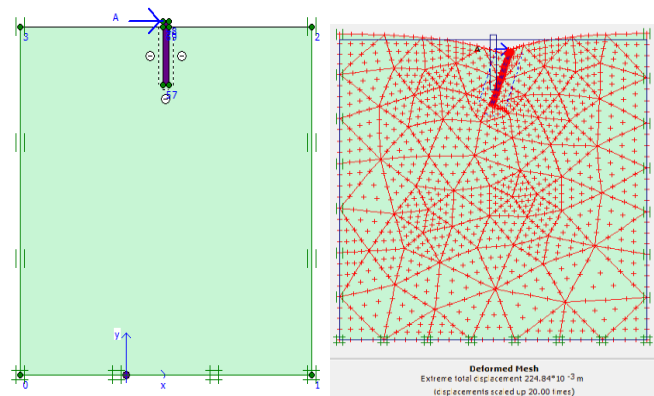 A
3
2
57
y
0
x
1
A
Deformed Mesh
Extreme total displacement 224.84*10 -3 m
(displacements scaled up 20.00 times)